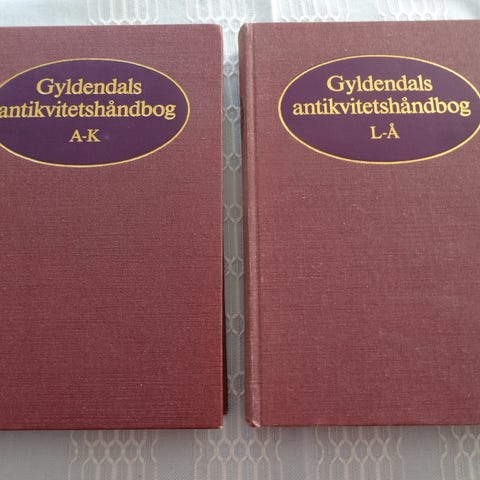 Gyldendals
antikvitetshåndbog
A-K
Gyldendals
antikvitetshåndbog
L-Å